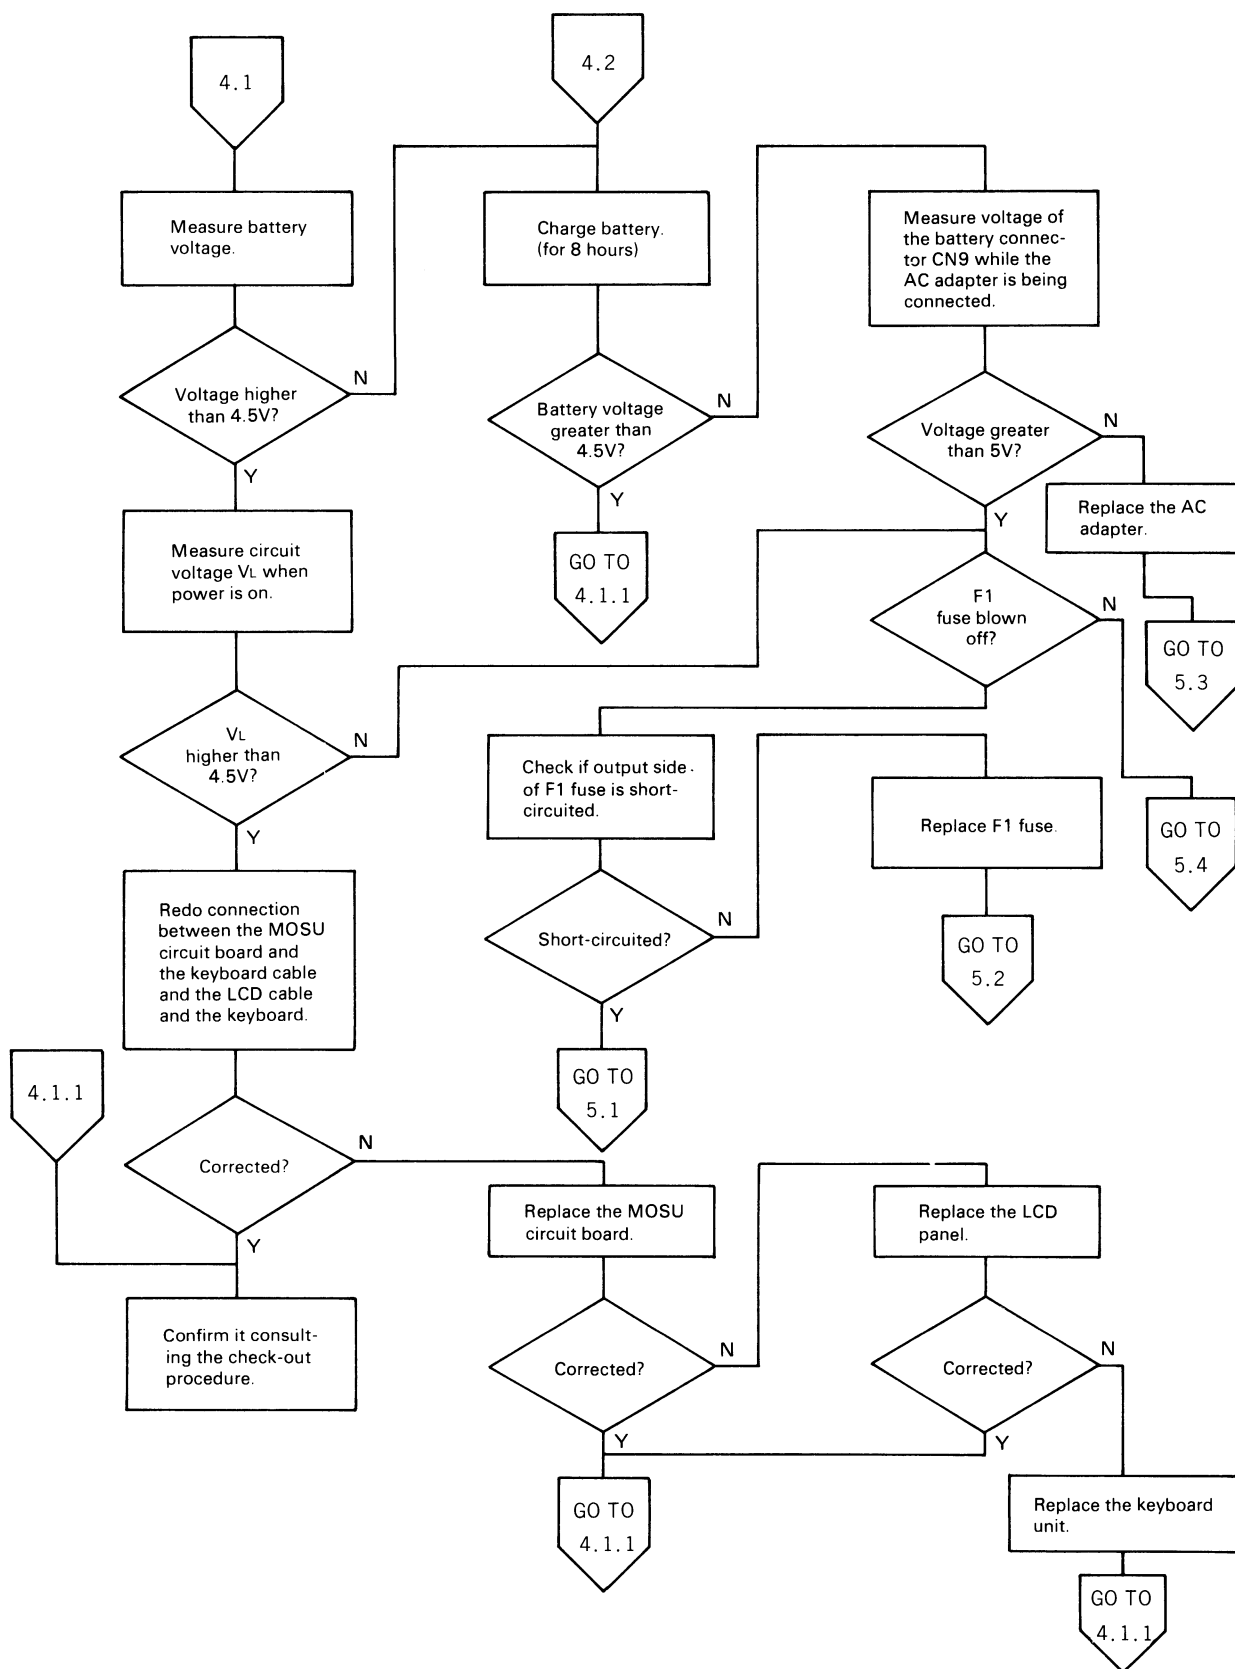 4.1
Measure battery
voltage.
Voltage higher
than 4.5V?
N
Y
Measure circuit
voltage VL when
power is on.
VL
higher than
4.5V?
N
Y
Redo connection
between the MOSU
circuit board and
the keyboard cable
and the LCD cable
and the keyboard.
4.1.1
Corrected?
N
Y
Confirm it consult-
ing the check-out
procedure.
4.2
Charge battery.
(for 8 hours)
Battery voltage
greater than
4.5V?
N
Y
GO TO
4.1.1
Measure voltage of
the battery connec-
tor CN9 while the
AC adapter is being
connected.
Voltage greater
than 5V?
N
Y
Replace the AC
adapter.
GO TO
5.3
F1
fuse blown
off?
N
GO TO
5.4
Check if output side
of F1 fuse is short-
circuited.
Short-circuited?
N
Y
GO TO
5.1
Replace F1 fuse.
GO TO
5.2
Replace the MOSU
circuit board.
Corrected?
N
Y
GO TO
4.1.1
Replace the LCD
panel.
Corrected?
N
Y
Replace the keyboard
unit.
GO TO
4.1.1